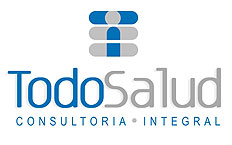 TodoSalud
CONSULTORIA • INTEGRAL